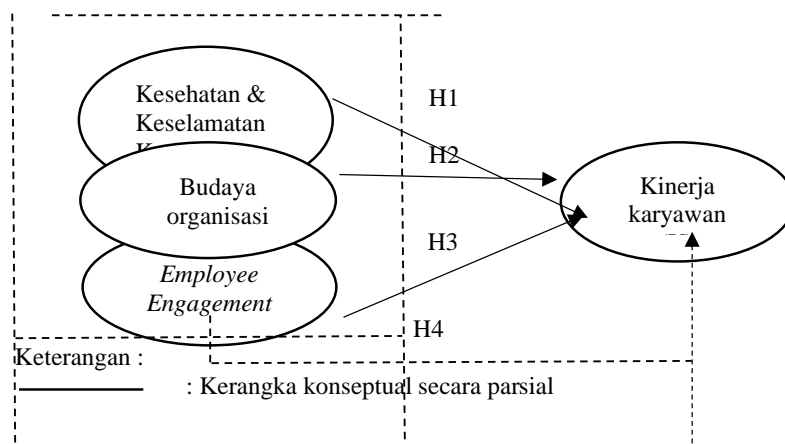 Kesehatan &
Keselamatan
H1
H2
Budaya
organisasi
Kinerja
karyawan
H3
Employee
Engagement
H4
Keterangan :
: Kerangka konseptual secara parsial